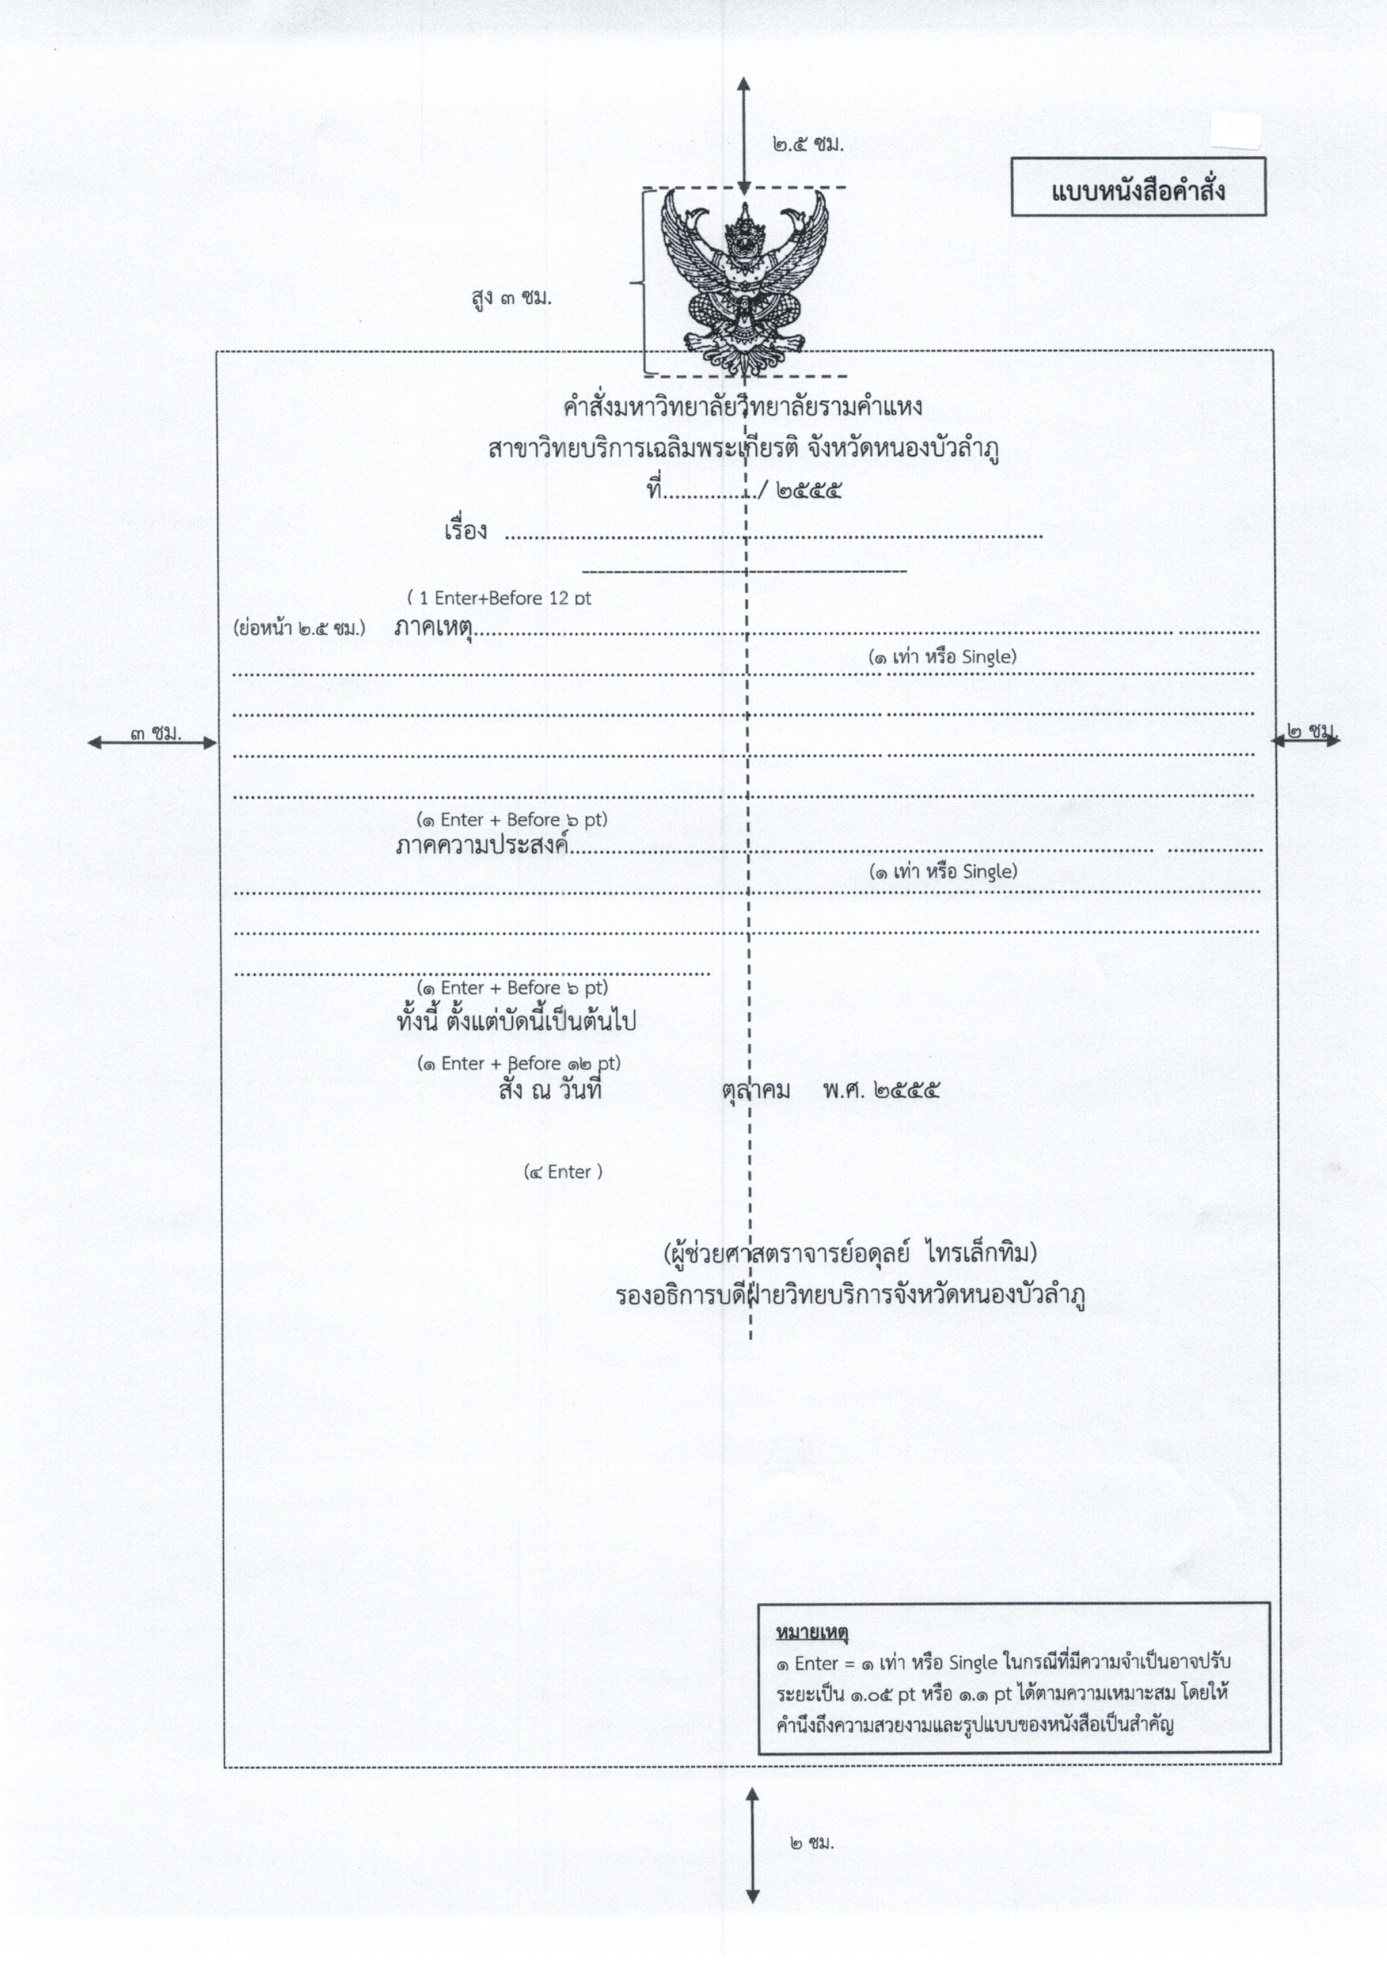 ๒.๕ ซม.
แบบหนังสือคำสั่ง
สูง ๓ ซม.
คำสั่งมหาวิทยาลัยวิทยาลัยรามคำแหง
สาขาวิทยบริการเฉลิมพระเกียรติ จังหวัดหนองบัวลำภู
ที่................/ ๒๕๕๕
เรื่อง ................................................................
--------------------------------------------------
( 1 Enter+Before 12 pt
(ย่อหน้า ๒.๕ ซม.) ภาคเหตุ................................................................
(๑ เท่า หรือ Single)
................................................................
................................................................
๓ ซม.
๒ ซม.
................................................................
................................................................
(๑ Enter + Before ๖ pt)
ภาคความประสงค์................................................................
(๑ เท่า หรือ Single)
................................................................
................................................................
................................................................
(๑ Enter + Before ๖ pt)
ทั้งนี้ ตั้งแต่บัดนี้เป็นต้นไป
(๑ Enter + Before ๑๒ pt)
สั่ง ณ วันที่ ตุลาคม พ.ศ. ๒๕๕๕
(๔ Enter )
(ผู้ช่วยศาสตราจารย์อดุลย์ ไทรเล็กทิม)
รองอธิการบดีฝ่ายวิทยบริการจังหวัดหนองบัวลำภู
หมายเหตุ
๑ Enter = ๑ เท่า หรือ Single ในกรณีที่มีความจำเป็นอาจปรับ
ระยะเป็น ๑.๐๕ pt หรือ ๑.๑ pt ได้ตามความเหมาะสม โดยให้
คำนึงถึงความสวยงามและรูปแบบของหนังสือเป็นสำคัญ
๒ ซม.